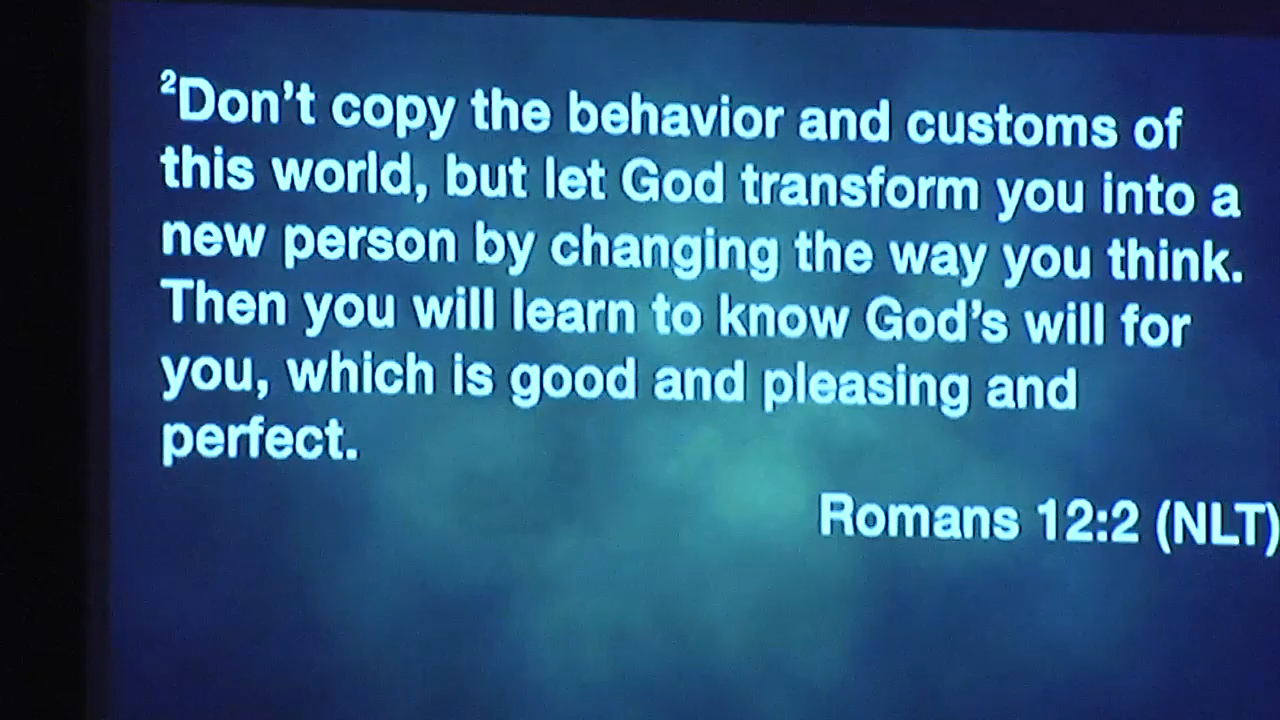 ²Don’t copy the behavior and customs of
this world, but let God transform you into a
new person by changing the way you think.
Then you will learn to know God’s will for
you, which is good and pleasing and
perfect.
Romans 12:2 (NLT)